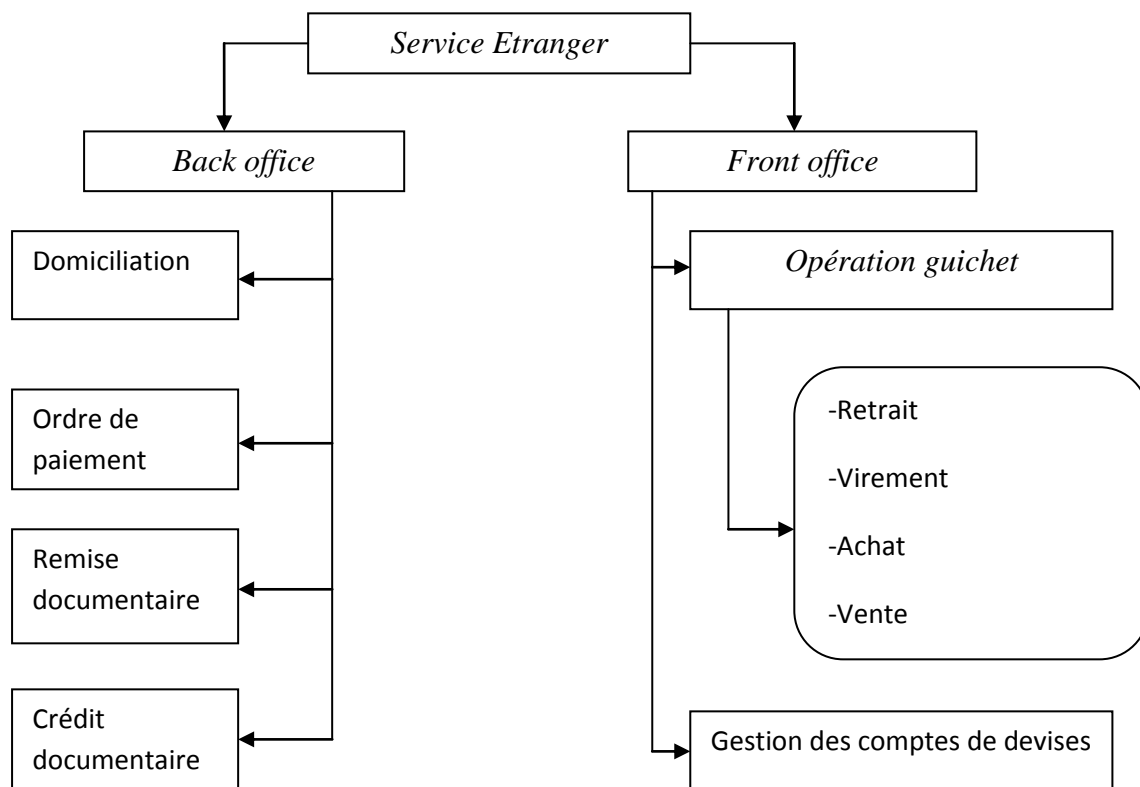 Service Etranger
Back office
Front office
Domiciliation
Opération guichet
Ordre de
paiement
-Retrait
-Virement
-Achat
-Vente
Remise
documentaire
Crédit
documentaire
Gestion des comptes de devises